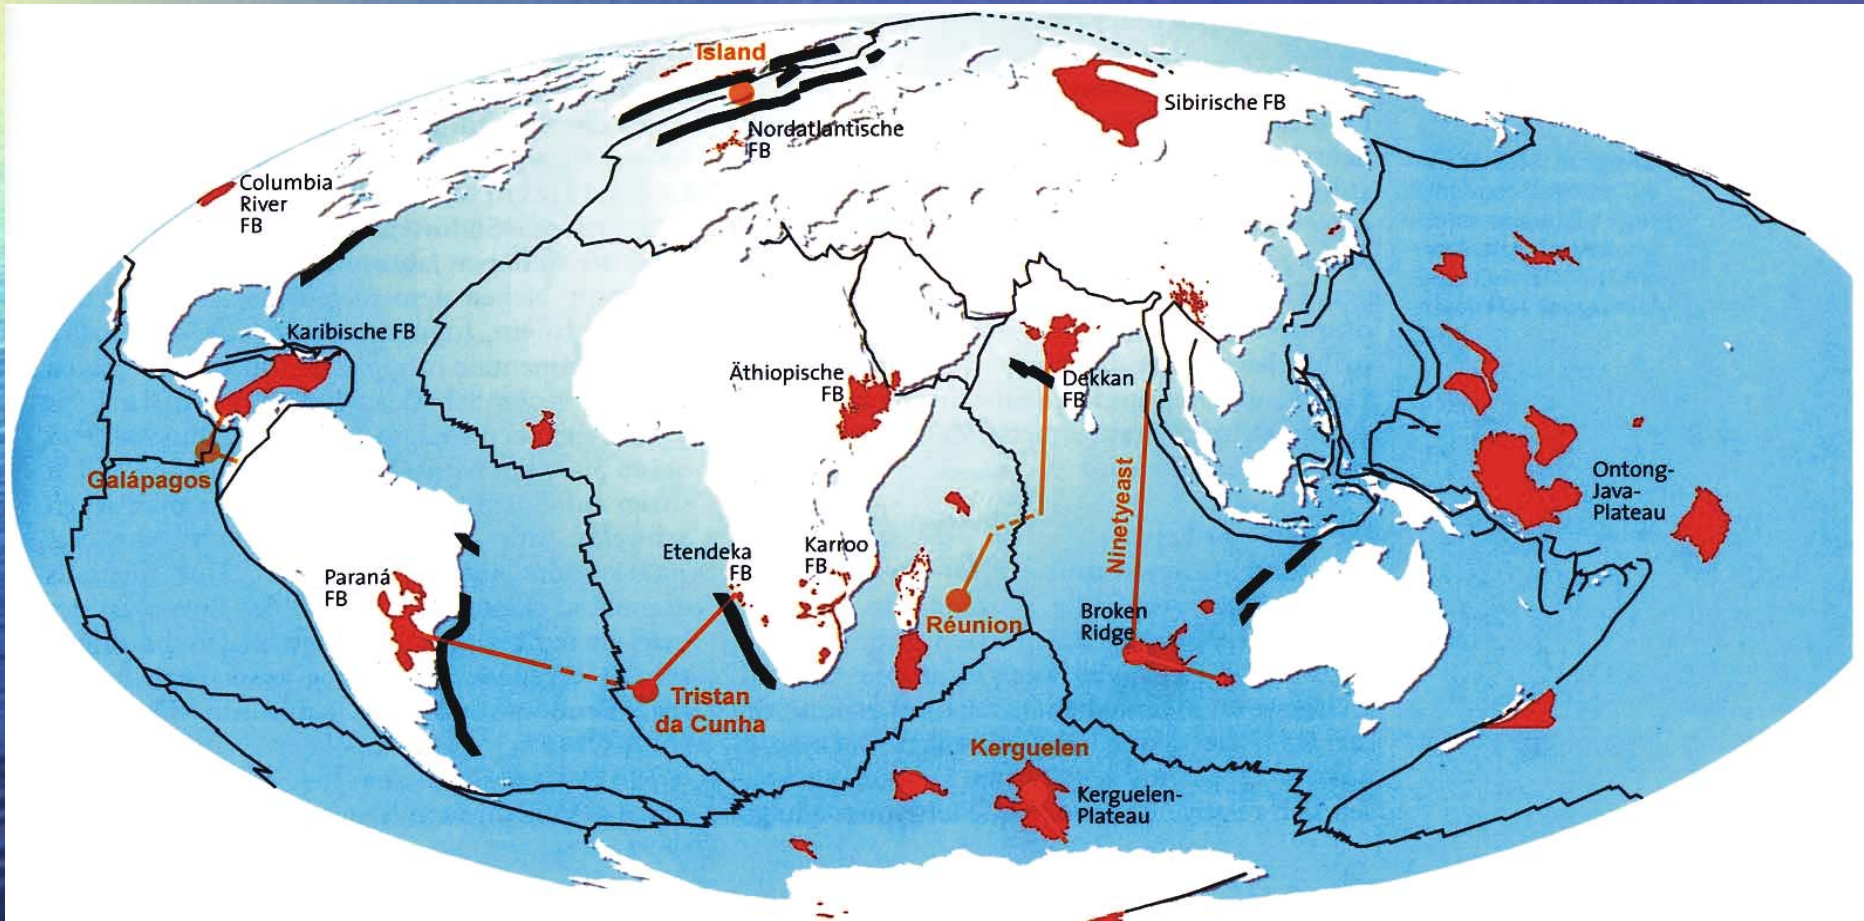 Island
Sibirische FB
Nordatlantische
FB
Columbia
River
FB
Karibische FB
Äthiopische
FB
Dekkan
FB
Galápagos
Ninetyeast
Ontong-
Java-
Plateau
Etendeka
FB
Karroo
FB
Paraná
FB
Réunion
Broken
Ridge
Tristan
da Cunha
Kerguelen
Kerguelen-
Plateau